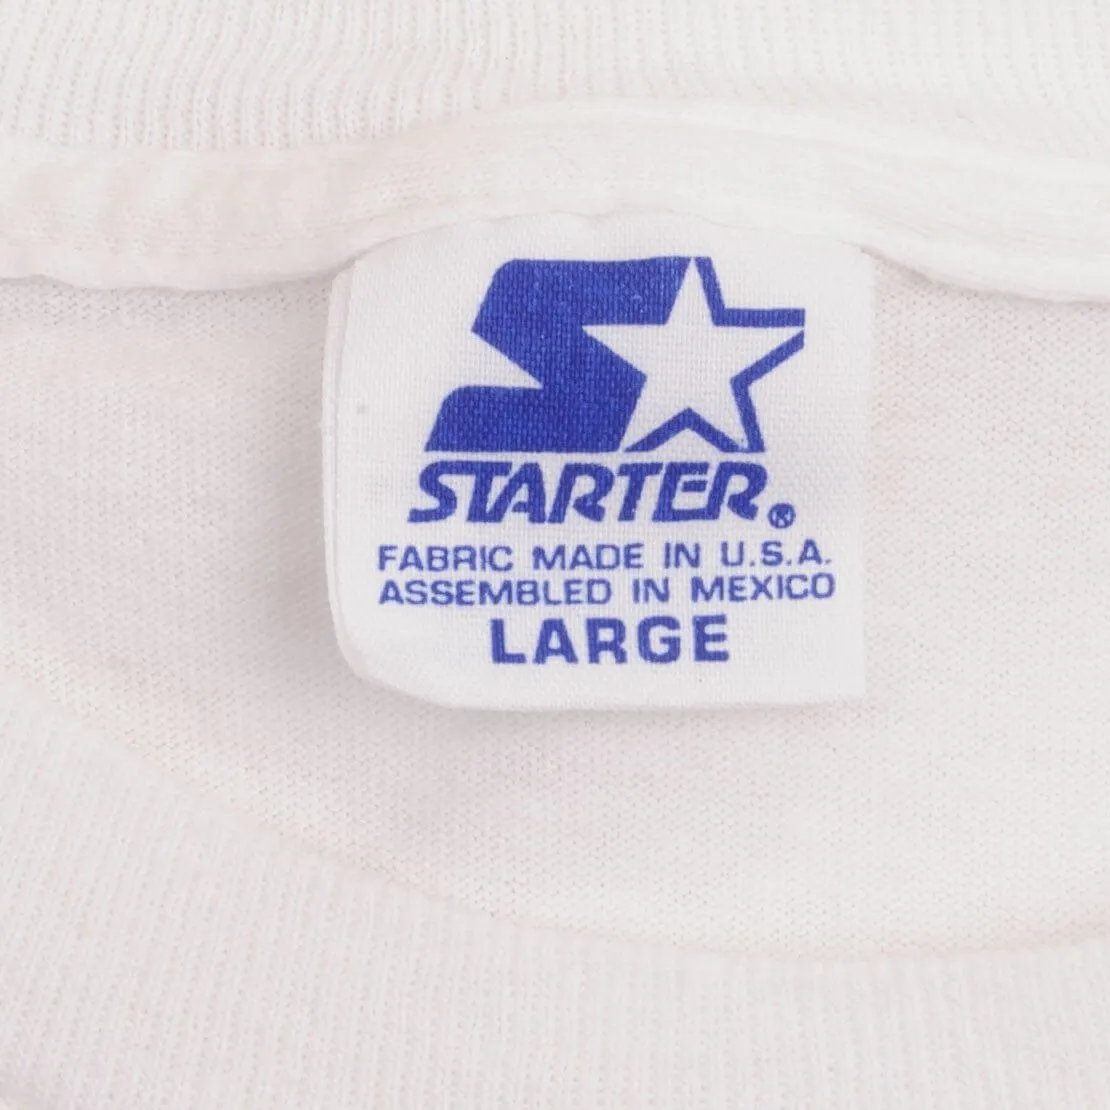 STARTER®
FABRIC MADE IN U.S.A.
ASSEMBLED IN MEXICO
LARGE